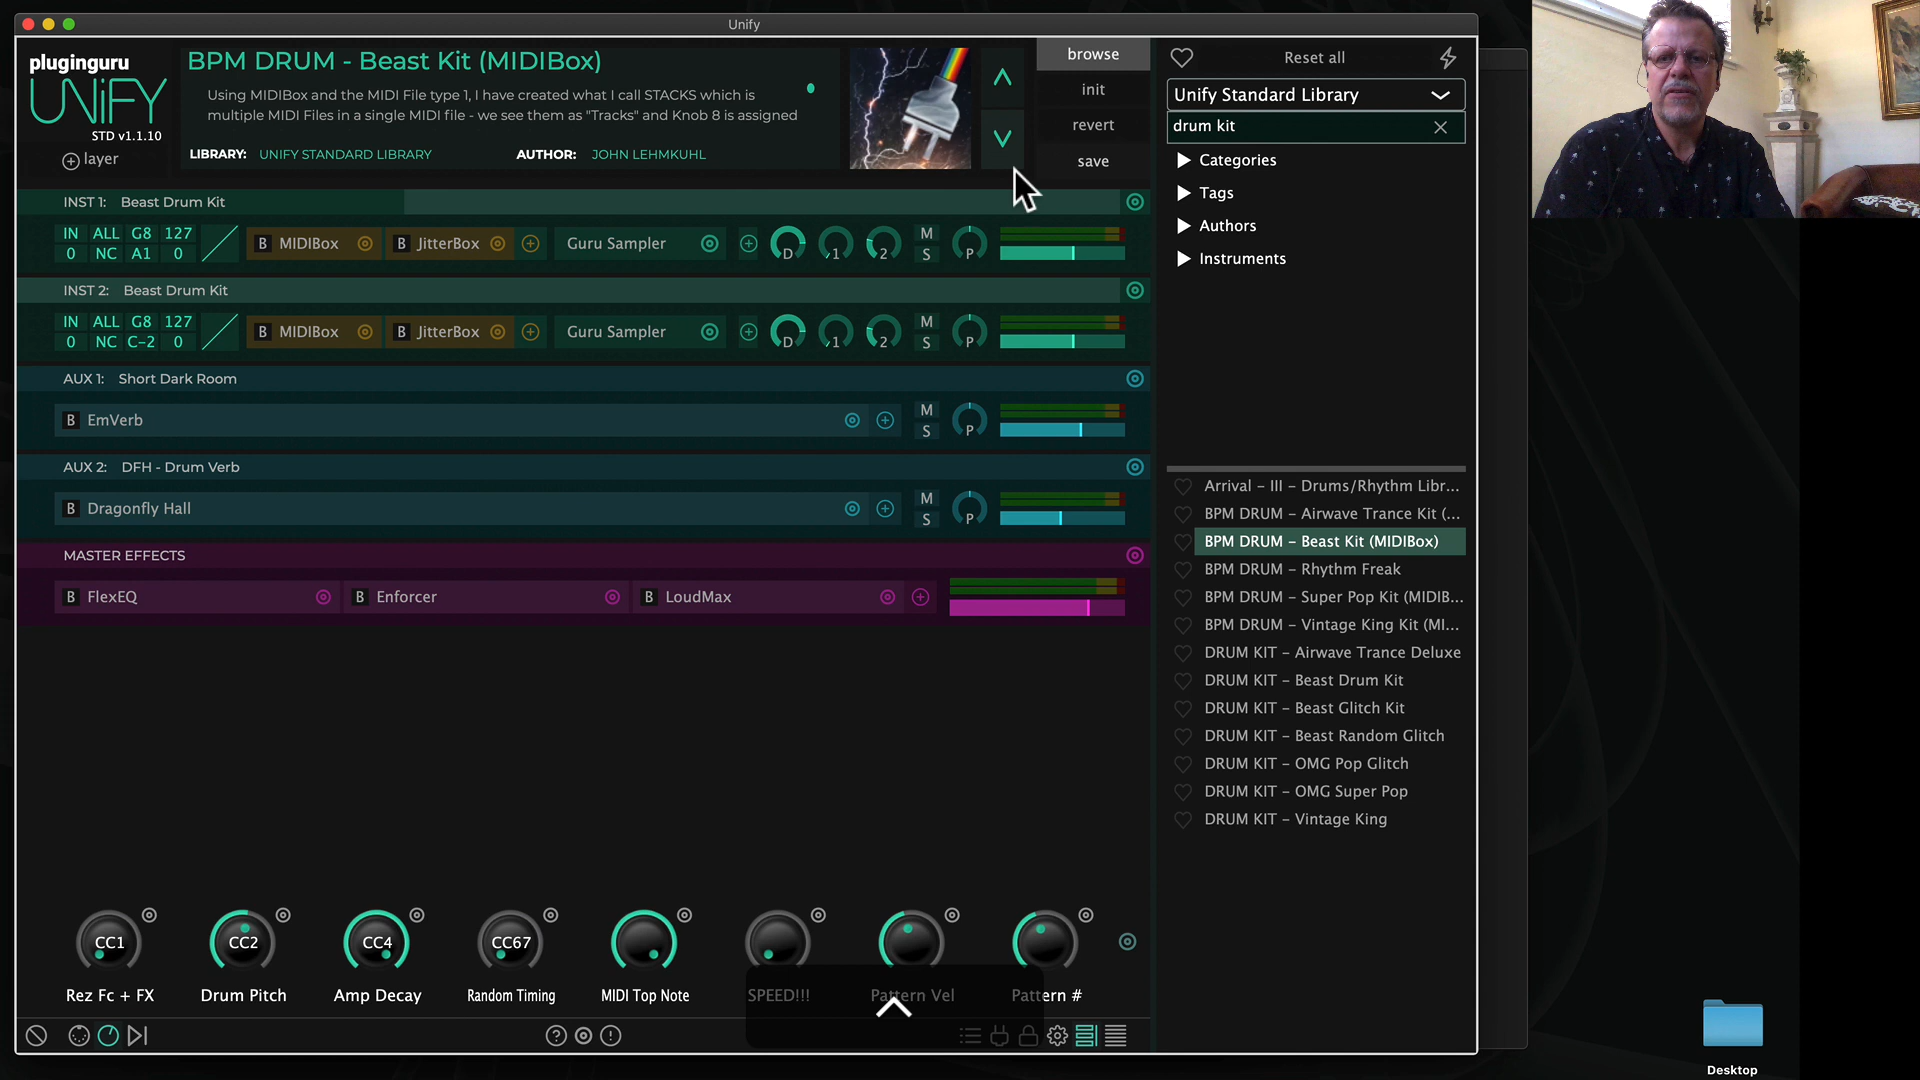 Unify
pluginguru
UNiFY
STD v1.1.10
layer
BPM DRUM - Beast Kit (MIDIBox)
Using MIDIBox and the MIDI File type 1, I have created what I call STACKS which is
multiple MIDI Files in a single MIDI file - we see them as "Tracks" and Knob 8 is assigned
LIBRARY: UNIFY STANDARD LIBRARY AUTHOR: JOHN LEHMKUHL
browse
init
revert
save
Reset all
Unify Standard Library
drum kit
Categories
Tags
Authors
Instruments
INST 1: Beast Drum Kit
IN ALL G8 127
0 NC A1 0
B MIDIBox B JitterBox Guru Sampler D 1 2 M S P
INST 2: Beast Drum Kit
IN ALL G8 127
0 NC C-2 0
B MIDIBox B JitterBox Guru Sampler D 1 2 M S P
AUX 1: Short Dark Room
B EmVerb M S P
AUX 2: DFH - Drum Verb
B Dragonfly Hall M S P
MASTER EFFECTS
B FlexEQ B Enforcer B LoudMax
Arrival – III – Drums/Rhythm Libr...
BPM DRUM – Airwave Trance Kit (...
BPM DRUM – Beast Kit (MIDIBox)
BPM DRUM – Rhythm Freak
BPM DRUM – Super Pop Kit (MIDIB...
BPM DRUM – Vintage King Kit (MI...
DRUM KIT – Airwave Trance Deluxe
DRUM KIT – Beast Drum Kit
DRUM KIT – Beast Glitch Kit
DRUM KIT – Beast Random Glitch
DRUM KIT – OMG Pop Glitch
DRUM KIT – OMG Super Pop
DRUM KIT – Vintage King
CC1 CC2 CC4 CC67
Rez Fc + FX Drum Pitch Amp Decay Random Timing MIDI Top Note SPEED!!! Pattern Vel Pattern #
Desktop